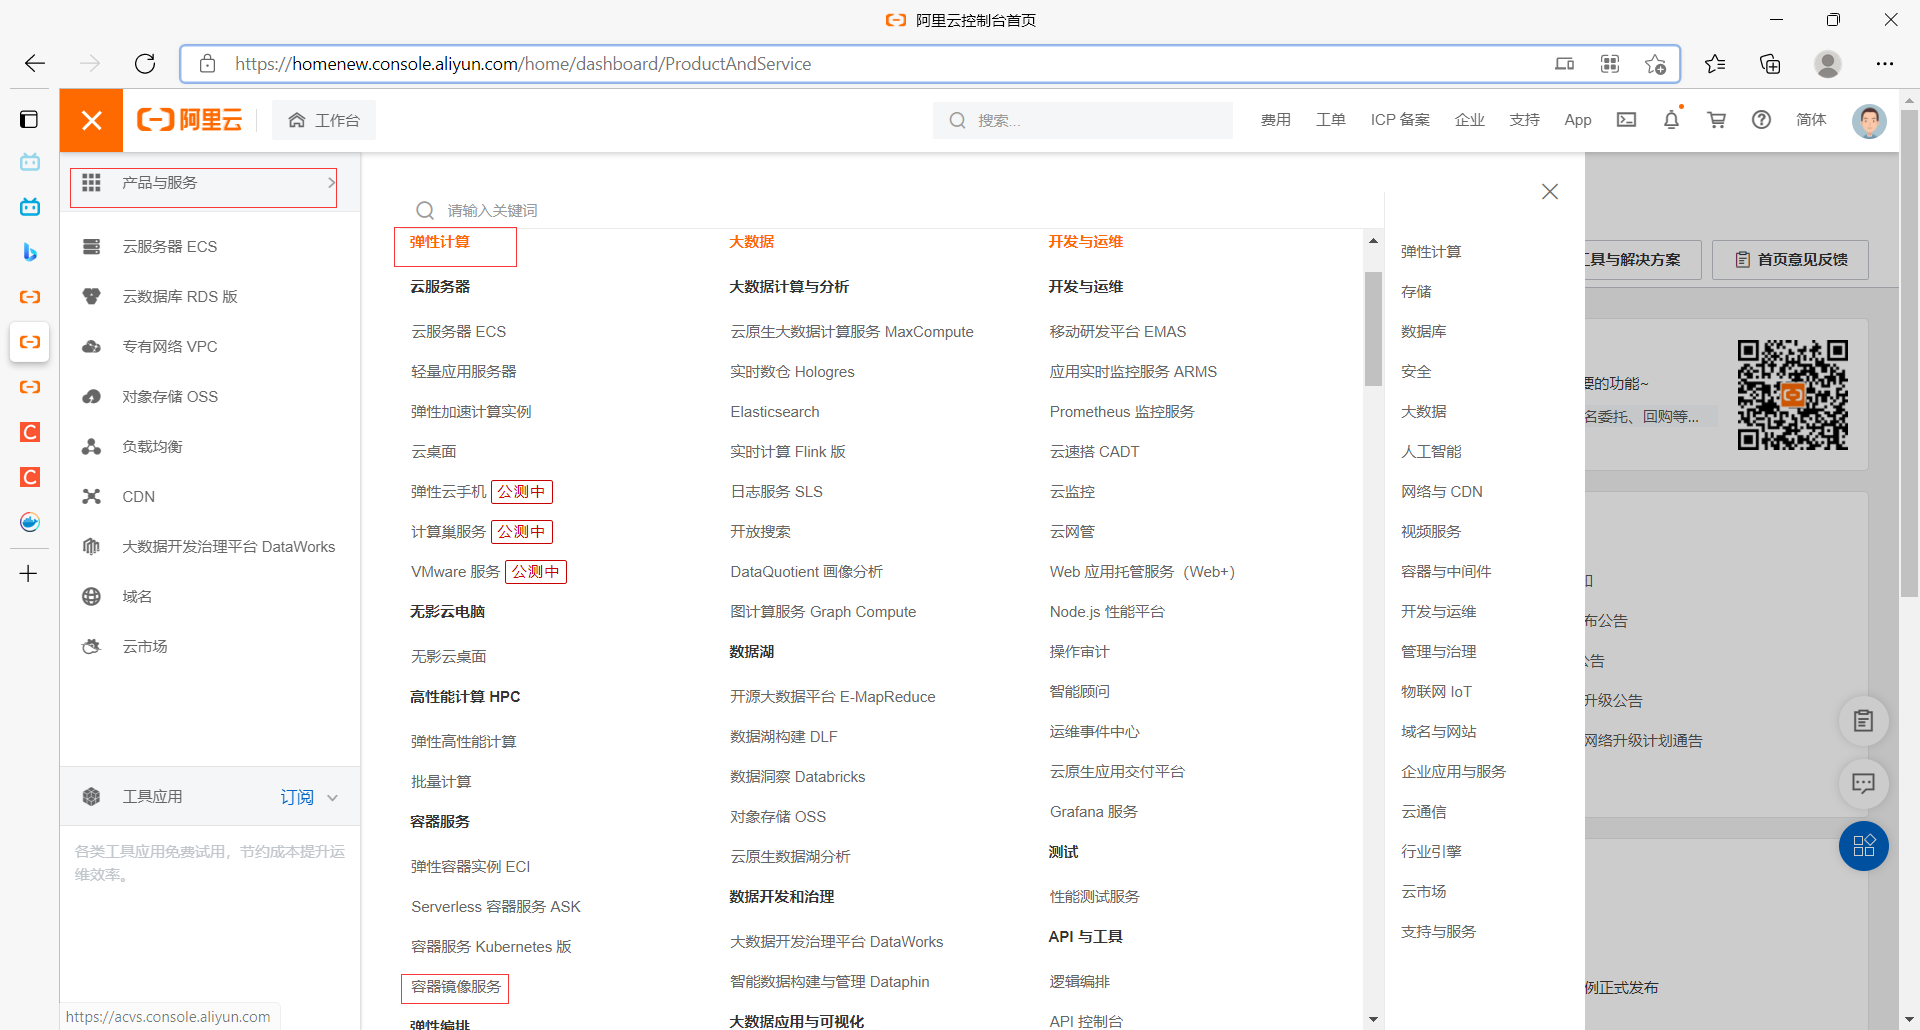 阿里云控制台首页
https://homenew.console.aliyun.com/home/dashboard/ProductAndService
阿里云
工作台
搜索...
费用
工单
ICP 备案
企业
支持
App
简体
产品与服务
云服务器 ECS
云数据库 RDS 版
专有网络 VPC
对象存储 OSS
负载均衡
CDN
大数据开发治理平台 DataWorks
域名
云市场
工具应用
订阅
各类工具应用免费试用，节约成本提升运
维效率。
https://acvs.console.aliyun.com
请输入关键词
弹性计算
云服务器
云服务器 ECS
轻量应用服务器
弹性加速计算实例
云桌面
弹性云手机 公测中
计算巢服务 公测中
VMware 服务 公测中
无影云电脑
无影云桌面
高性能计算 HPC
弹性高性能计算
批量计算
容器服务
弹性容器实例 ECI
Serverless 容器服务 ASK
容器服务 Kubernetes 版
容器镜像服务
弹性编排
大数据
大数据计算与分析
云原生大数据计算服务 MaxCompute
实时数仓 Hologres
Elasticsearch
实时计算 Flink 版
日志服务 SLS
开放搜索
DataQuotient 画像分析
图计算服务 Graph Compute
数据湖
开源大数据平台 E-MapReduce
数据湖构建 DLF
数据洞察 Databricks
对象存储 OSS
云原生数据湖分析
数据开发和治理
大数据开发治理平台 DataWorks
智能数据构建与管理 Dataphin
大数据应用与可视化
开发与运维
开发与运维
移动研发平台 EMAS
应用实时监控服务 ARMS
Prometheus 监控服务
云速搭 CADT
云监控
云网管
Web 应用托管服务（Web+）
Node.js 性能平台
操作审计
智能顾问
运维事件中心
云原生应用交付平台
Grafana 服务
测试
性能测试服务
API 与工具
逻辑编排
API 控制台
弹性计算
存储
数据库
安全
大数据
人工智能
网络与 CDN
视频服务
容器与中间件
开发与运维
管理与治理
物联网 IoT
域名与网站
企业应用与服务
云通信
行业引擎
云市场
支持与服务
工具与解决方案
首页意见反馈
要的功能~
名委托、回购等...
布公告
公告
升级公告
网络升级计划通告
例正式发布